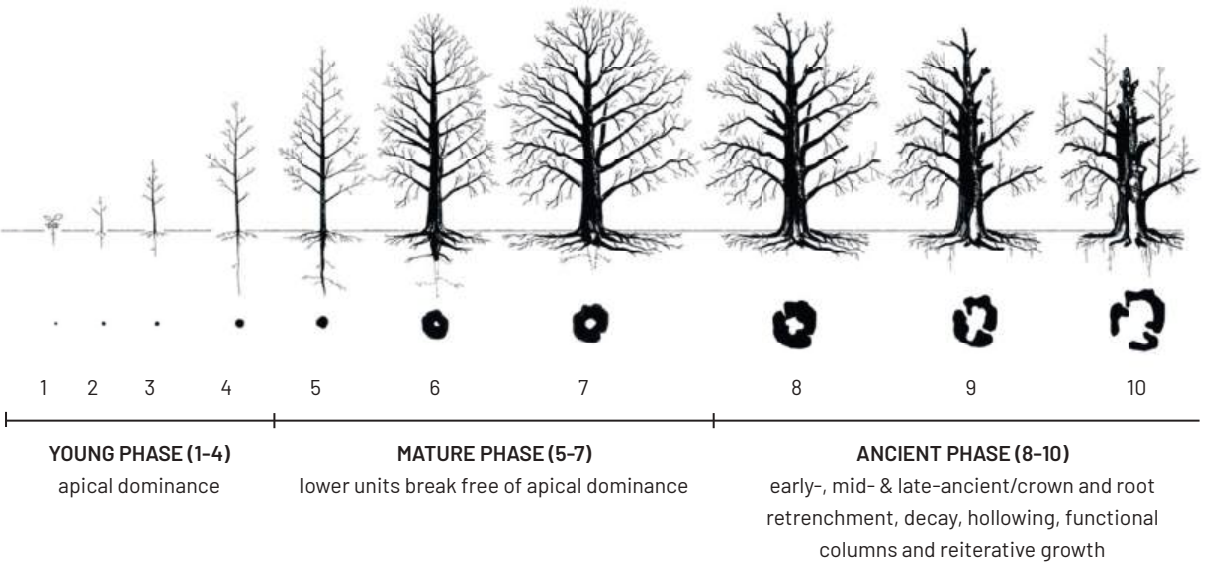 1 2 3 4 5 6 7 8 9 10
YOUNG PHASE (1-4)
apical dominance
MATURE PHASE (5-7)
lower units break free of apical dominance
ANCIENT PHASE (8-10)
early-, mid- & late-ancient/crown and root
retrenchment, decay, hollowing, functional
columns and reiterative growth